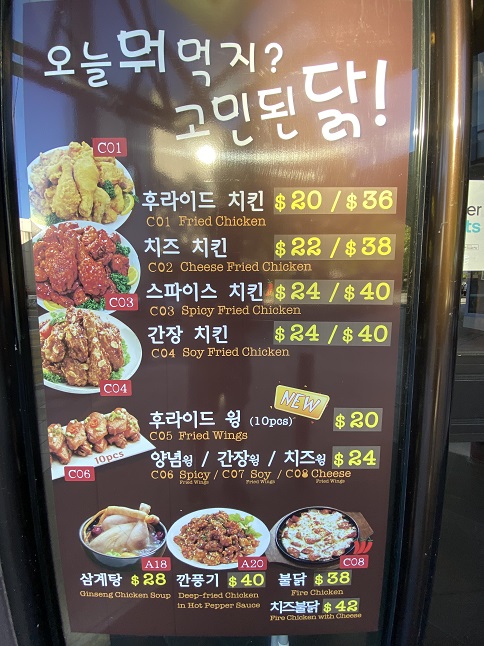 오늘 뭐 먹지?
고민된닭!
C01
후라이드 치킨 $20 / $36
C01 Fried Chicken
치즈 치킨 $22 / $38
C02 Cheese Fried Chicken
C03
스파이스 치킨 $24 / $40
C03 Spicy Fried Chicken
간장 치킨 $24 / $40
C04 Soy Fried Chicken
C04
NEW
후라이드 윙 (10pcs) $20
C05 Fried Wings
10pcs
C06
양념윙 / 간장윙 / 치즈윙 $24
C06 Spicy / C07 Soy / C08 Cheese
Fried Wings Fried Wings Fried Wings
A18
A20
C08
삼계탕 $28
Ginseng Chicken Soup
깐풍기 $40
Deep-fried Chicken
in Hot Pepper Sauce
불닭 $38
Fire Chicken
치즈불닭 $42
Fire Chicken with Cheese